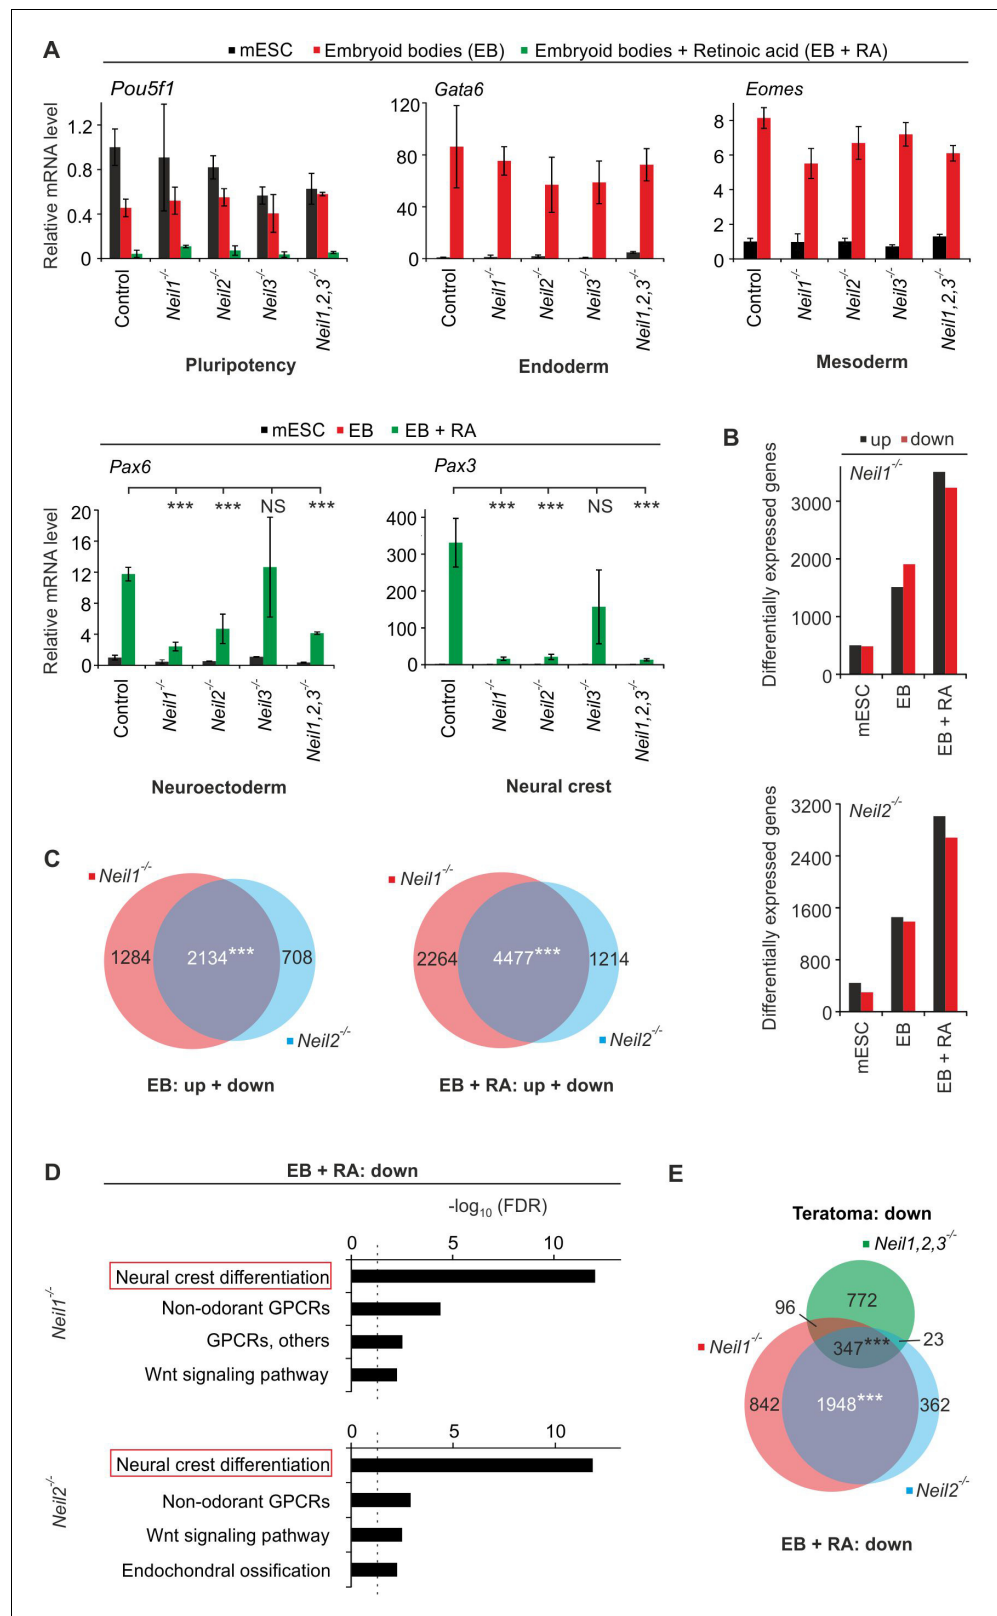 A
mESC Embryoid bodies (EB) Embryoid bodies + Retinoic acid (EB + RA)
Pou5f1
Relative mRNA level
1.2
0.8
0.4
0
Control
Neil1-/-
Neil2-/-
Neil3-/-
Neil1,2,3-/-
Pluripotency
Gata6
120
80
40
0
Control
Neil1-/-
Neil2-/-
Neil3-/-
Neil1,2,3-/-
Endoderm
Eomes
8
6
4
2
0
Control
Neil1-/-
Neil2-/-
Neil3-/-
Neil1,2,3-/-
Mesoderm
mESC EB EB + RA
Pax6
*** *** NS ***
Relative mRNA level
20
16
12
8
4
0
Control
Neil1-/-
Neil2-/-
Neil3-/-
Neil1,2,3-/-
Neuroectoderm
Pax3
*** *** NS ***
400
300
200
100
0
Control
Neil1-/-
Neil2-/-
Neil3-/-
Neil1,2,3-/-
Neural crest
B
up down
Neil1-/-
Differentially expressed genes
3000
2000
1000
0
mESC
EB
EB + RA
Neil2-/-
Differentially expressed genes
3200
2400
1600
800
0
mESC
EB
EB + RA
C
Neil1-/-
1284 2134*** 708
Neil2-/-
EB: up + down
Neil1-/-
2264 4477*** 1214
Neil2-/-
EB + RA: up + down
D
EB + RA: down
-log10 (FDR)
0 5 10
Neil1-/-
Neural crest differentiation
Non-odorant GPCRs
GPCRs, others
Wnt signaling pathway
0 5 10
Neil2-/-
Neural crest differentiation
Non-odorant GPCRs
Wnt signaling pathway
Endochondral ossification
E
Teratoma: down
Neil1,2,3-/-
772
96
23
347***
Neil1-/-
842 1948*** 362
Neil2-/-
EB + RA: down